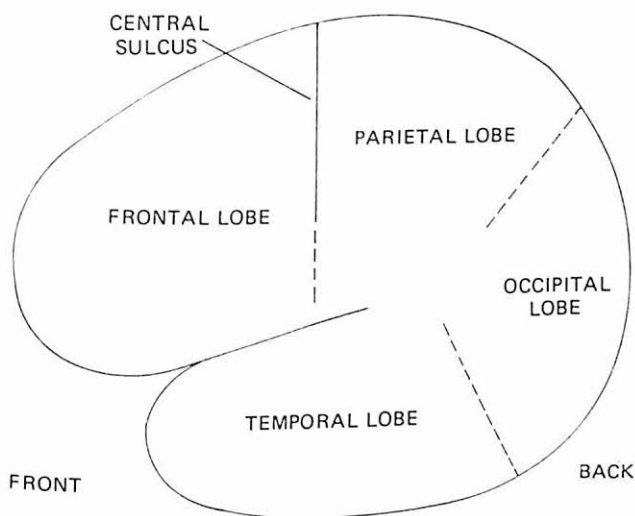 CENTRAL
SULCUS
PARIETAL LOBE
FRONTAL LOBE
OCCIPITAL
LOBE
TEMPORAL LOBE
FRONT
BACK